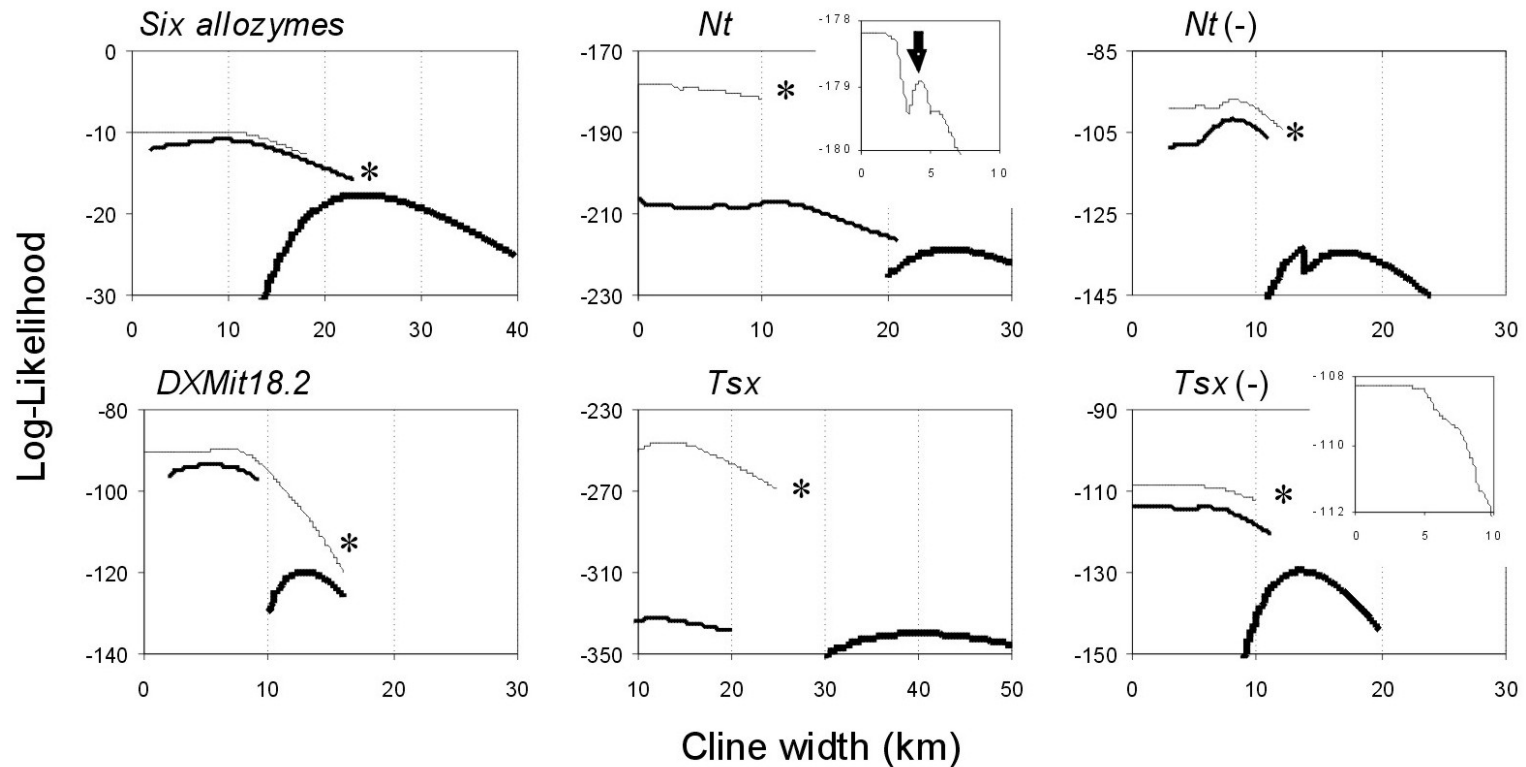 Six allozymes
0
-10
-20
-30
0 10 20 30 40
*
Nt
-170
-190
-210
-230
0 10 20 30
*
-178
-179
-180
0 5 10
Nt (-)
-85
-105
-125
-145
0 10 20 30
*
DXMit18.2
-80
-100
-120
-140
0 10 20 30
*
Tsx
-230
-270
-310
-350
10 20 30 40 50
*
Tsx (-)
-90
-110
-130
-150
0 10 20 30
*
-108
-110
-112
0 5 10
Log-Likelihood
Cline width (km)